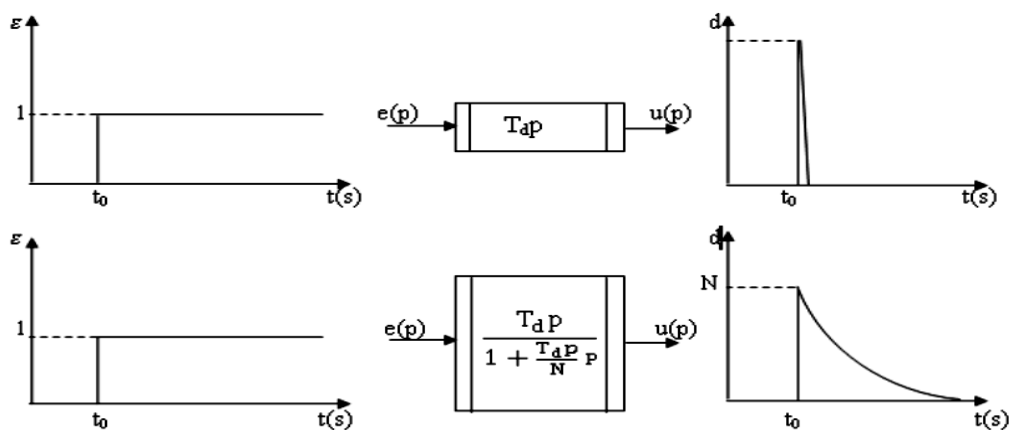 ε
1
t₀
t(s)
e(p)
T_d p
u(p)
d
t₀
t(s)
ε
1
t₀
t(s)
e(p)
T_d p
1 + T_d p / N p
u(p)
d
N
t₀
t(s)